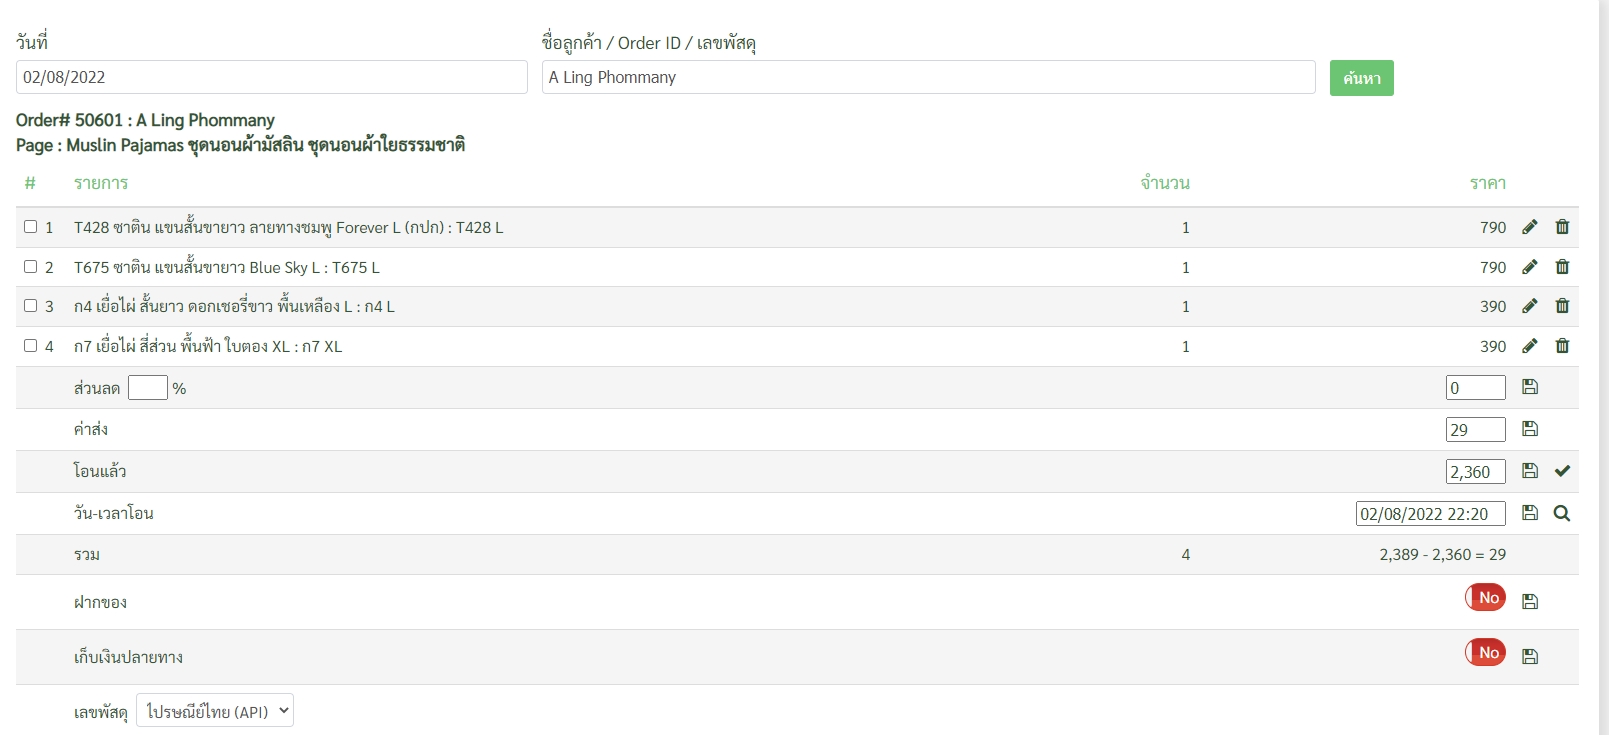 วันที่
ชื่อลูกค้า / Order ID / เลขพัสดุ
02/08/2022
A Ling Phommany
ค้นหา
Order# 50601 : A Ling Phommany
Page : Muslin Pajamas ชุดนอนผ้ามัสลิน ชุดนอนผ้าใยธรรมชาติ
# รายการ จำนวน ราคา
1 T428 ซาติน แขนสั้นขายาว ลายทางชมพู Forever L (กปก) : T428 L 1 790
2 T675 ซาติน แขนสั้นขายาว Blue Sky L : T675 L 1 790
3 ก4 เยื่อไผ่ สั้นยาว ดอกเชอรี่ขาว พื้นเหลือง L : ก4 L 1 390
4 ก7 เยื่อไผ่ สี่ส่วน พื้นฟ้า ใบตอง XL : ก7 XL 1 390
ส่วนลด % 0
ค่าส่ง 29
โอนแล้ว 2,360
วัน-เวลาโอน 02/08/2022 22:20
รวม 4 2,389 - 2,360 = 29
ฝากของ No
เก็บเงินปลายทาง No
เลขพัสดุ ไปรษณีย์ไทย (API)